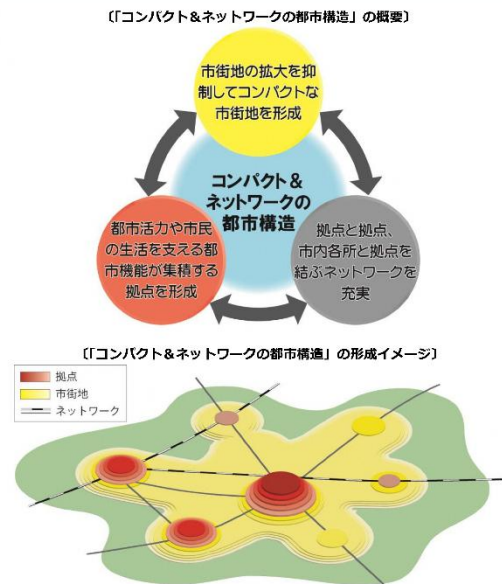 〔「コンパクト＆ネットワークの都市構造」の概要〕
市街地の拡大を抑
制してコンパクトな
市街地を形成
コンパクト＆
ネットワークの
都市構造
都市活力や市民
の生活を支える都
市機能が集積する
拠点を形成
拠点と拠点、
市内各所と拠点を
結ぶネットワークを
充実
〔「コンパクト＆ネットワークの都市構造」の形成イメージ〕
拠点
市街地
ネットワーク